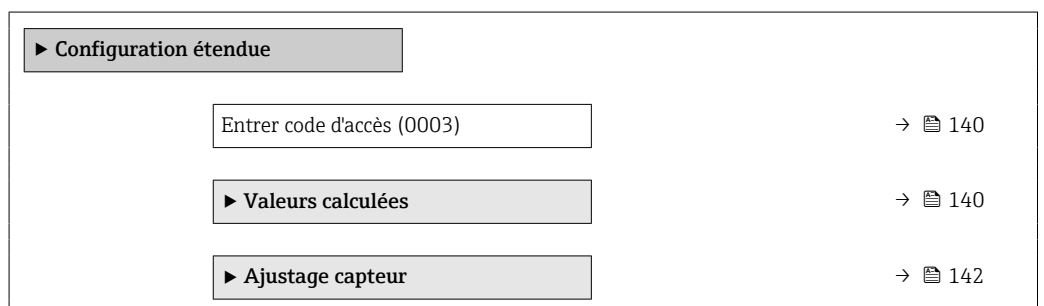 ▶ Configuration étendue
Entrer code d'accès (0003) → 140
▶ Valeurs calculées → 140
▶ Ajustage capteur → 142